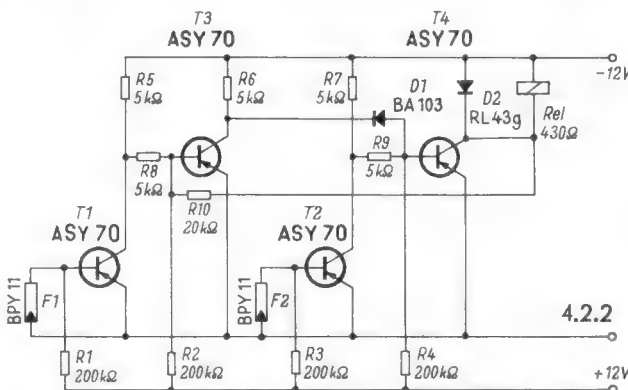 T3
ASY 70
T4
ASY 70
R5
5kΩ
R6
5kΩ
R7
5kΩ
D1
BA 103
D2
RL 43g
Rel
430Ω
−12V
R8
5kΩ
R9
5kΩ
R10
20kΩ
T1
ASY 70
T2
ASY 70
BPY 11
F1
BPY 11
F2
4.2.2
R1
200kΩ
R2
200kΩ
R3
200kΩ
R4
200kΩ
+12V